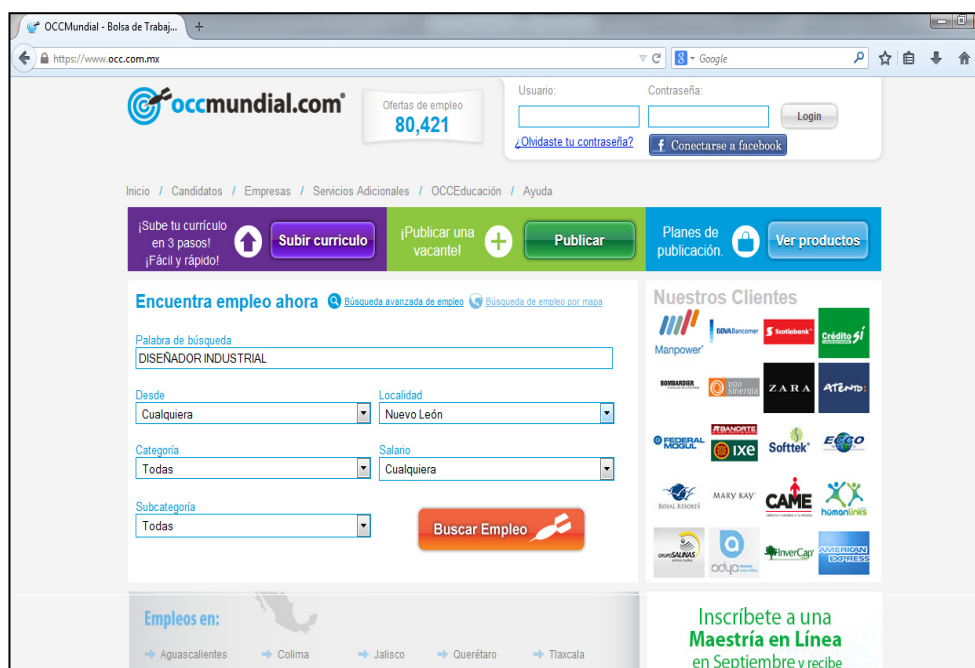 OCCMundial - Bolsa de Trabaj...
https://www.occ.com.mx
Google
occmundial.com
Ofertas de empleo
80,421
Usuario:
Contraseña:
Login
¿Olvidaste tu contraseña?
f Conectarse a facebook
Inicio / Candidatos / Empresas / Servicios Adicionales / OCCEducación / Ayuda
¡Sube tu currículo
en 3 pasos!
¡Fácil y rápido!
Subir curriculo
¡Publicar una
vacante!
Publicar
Planes de
publicación.
Ver productos
Encuentra empleo ahora
Búsqueda avanzada de empleo
Búsqueda de empleo por mapa
Palabra de búsqueda
DISEÑADOR INDUSTRIAL
Desde
Localidad
Cualquiera
Nuevo León
Categoría
Salario
Todas
Cualquiera
Subcategoría
Todas
Buscar Empleo
Nuestros Clientes
Manpower
BBVA Bancomer
Scotiabank
Crédito Sí
BOMBARDIER
dúo sinergia
ZARA
ATENTO:
FEDERAL MOGUL
BANORTE
IXE
Softtek
ECCO
ROYAL RESORTS
MARY KAY
CAME
humanlinks
GRUPO SALINAS
adya
InverCap
AMERICAN EXPRESS
Empleos en:
Aguascalientes
Colima
Jalisco
Querétaro
Tlaxcala
Inscríbete a una
Maestría en Línea
en Septiembre y recibe